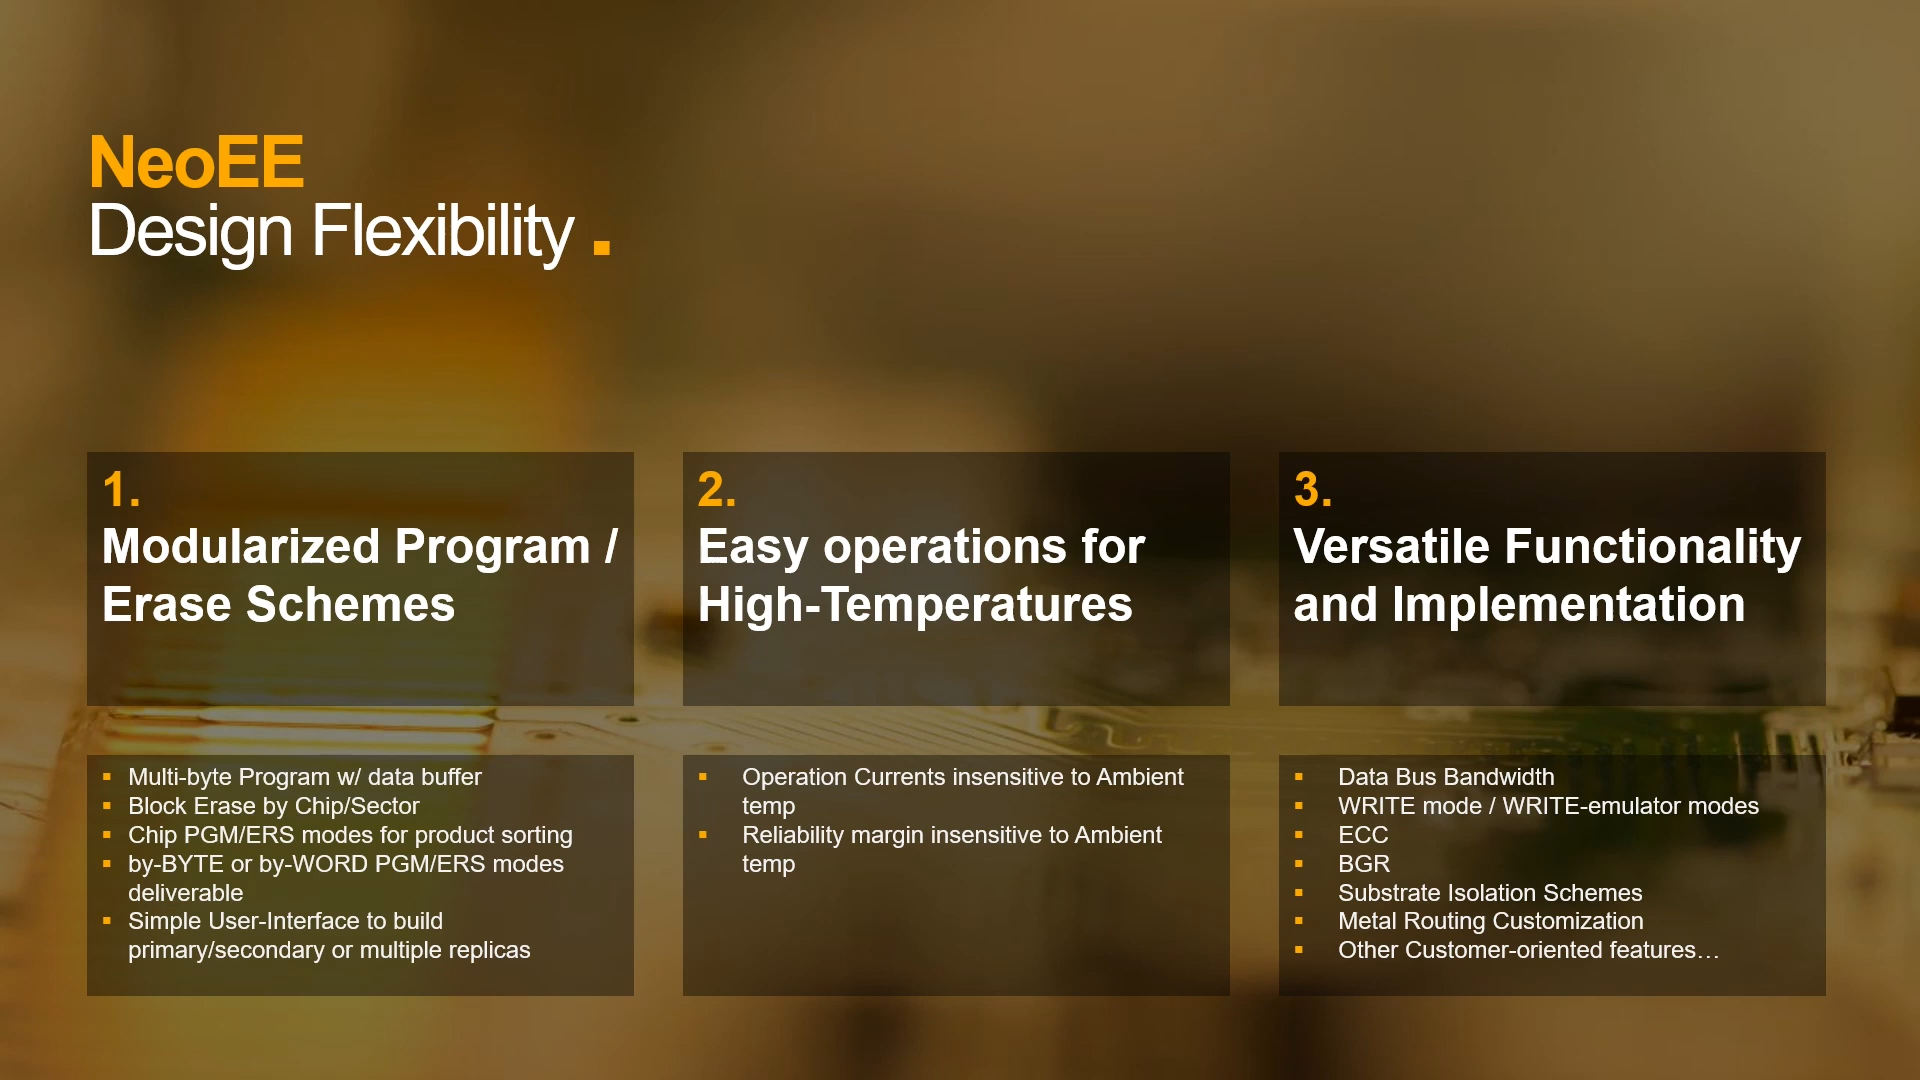 NeoEE
Design Flexibility .
1.
Modularized Program /
Erase Schemes
▪ Multi-byte Program w/ data buffer
▪ Block Erase by Chip/Sector
▪ Chip PGM/ERS modes for product sorting
▪ by-BYTE or by-WORD PGM/ERS modes
deliverable
▪ Simple User-Interface to build
primary/secondary or multiple replicas
2.
Easy operations for
High-Temperatures
▪ Operation Currents insensitive to Ambient
temp
▪ Reliability margin insensitive to Ambient
temp
3.
Versatile Functionality
and Implementation
▪ Data Bus Bandwidth
▪ WRITE mode / WRITE-emulator modes
▪ ECC
▪ BGR
▪ Substrate Isolation Schemes
▪ Metal Routing Customization
▪ Other Customer-oriented features…